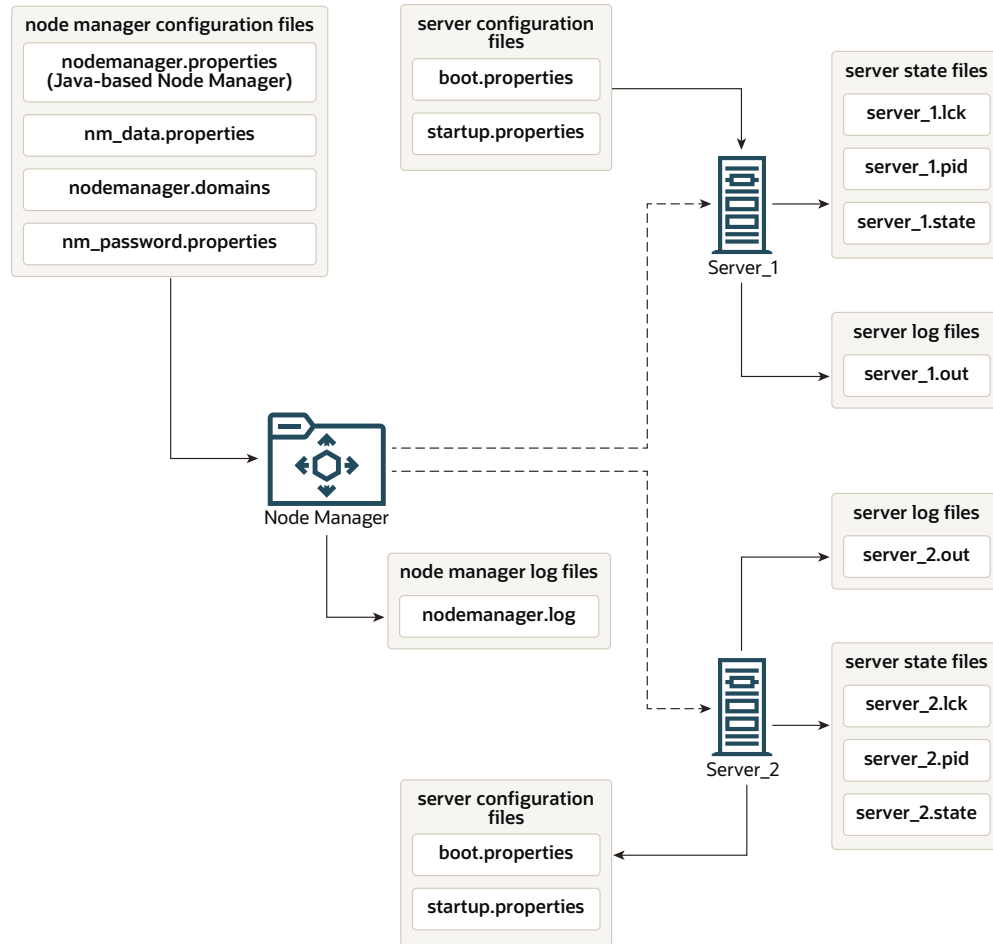 node manager configuration files
nodemanager.properties
(Java-based Node Manager)
nm_data.properties
nodemanager.domains
nm_password.properties
server configuration
files
boot.properties
startup.properties
server state files
server_1.lck
server_1.pid
server_1.state
Server_1
server log files
server_1.out
Node Manager
node manager log files
nodemanager.log
server log files
server_2.out
Server_2
server state files
server_2.lck
server_2.pid
server_2.state
server configuration
files
boot.properties
startup.properties